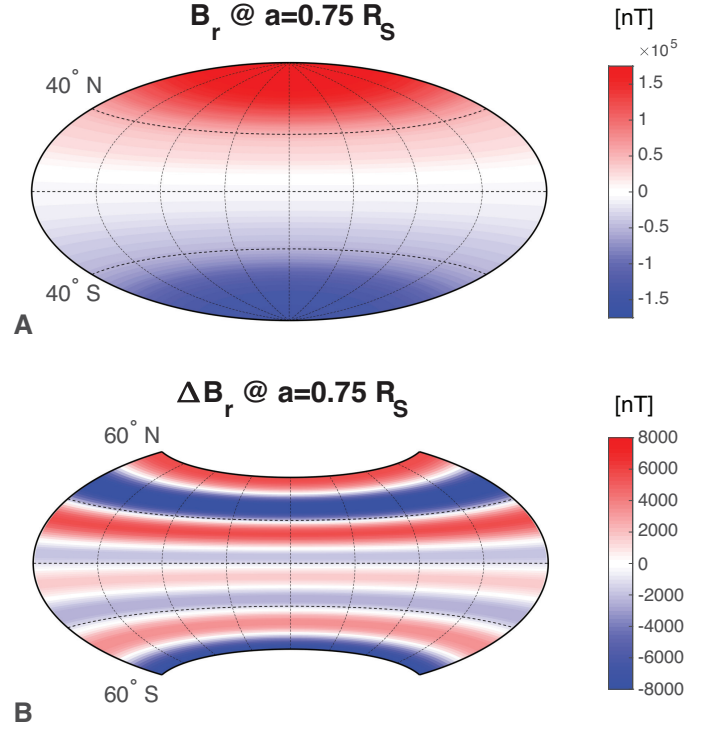 B_r @ a=0.75 R_S
[nT]
×10^5
40° N
1.5
1
0.5
0
-0.5
-1
-1.5
40° S
A
ΔB_r @ a=0.75 R_S
[nT]
60° N
8000
6000
4000
2000
0
-2000
-4000
-6000
-8000
60° S
B